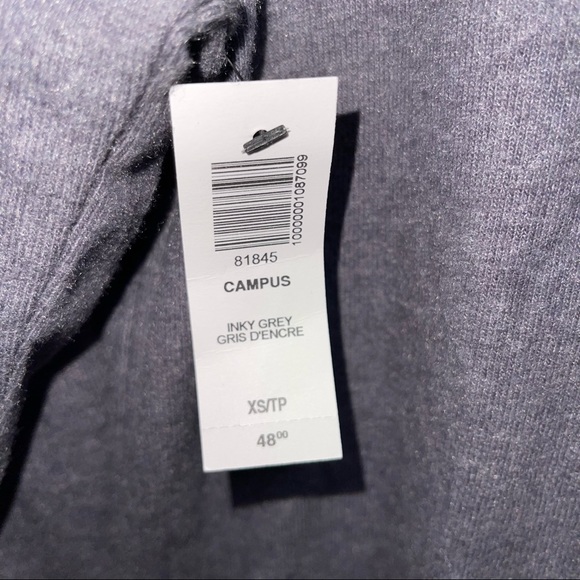 10000001087099
81845
CAMPUS
INKY GREY
GRIS D'ENCRE
XS/TP
48⁰⁰